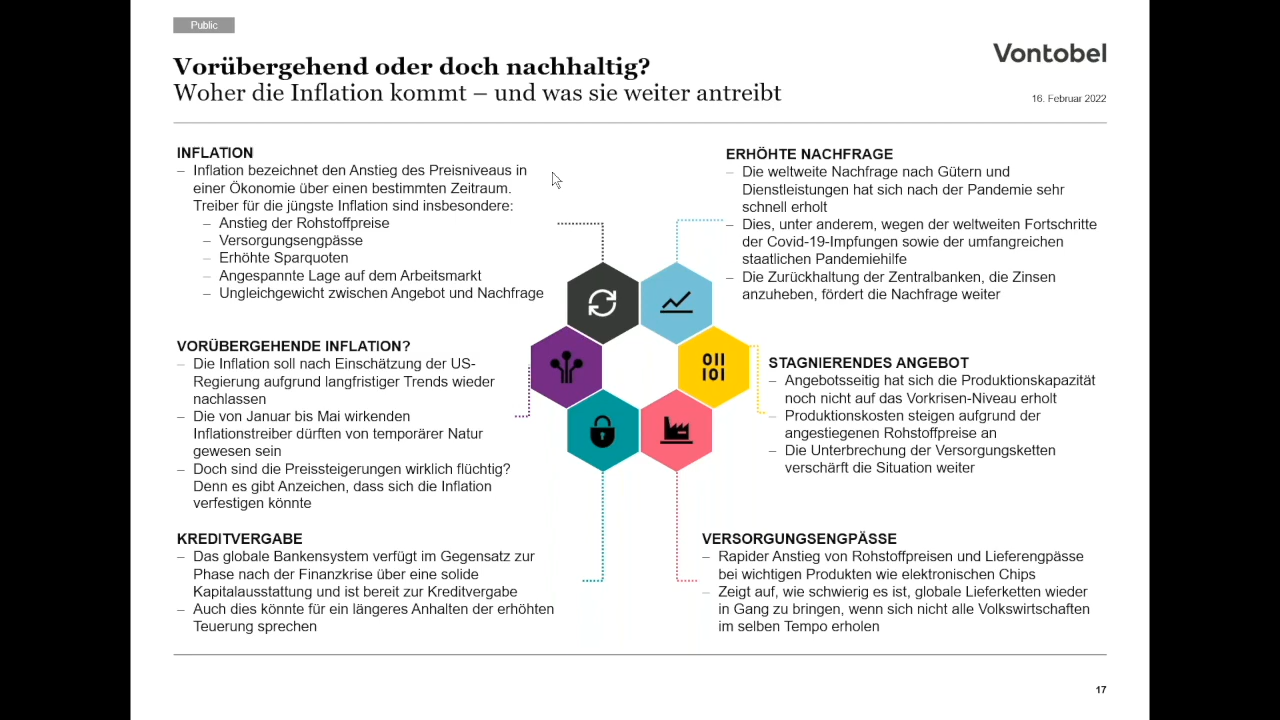 Public
Vorübergehend oder doch nachhaltig?
Woher die Inflation kommt – und was sie weiter antreibt
Vontobel
16. Februar 2022
INFLATION
– Inflation bezeichnet den Anstieg des Preisniveaus in
einer Ökonomie über einen bestimmten Zeitraum.
Treiber für die jüngste Inflation sind insbesondere:
– Anstieg der Rohstoffpreise
– Versorgungsengpässe
– Erhöhte Sparquoten
– Angespannte Lage auf dem Arbeitsmarkt
– Ungleichgewicht zwischen Angebot und Nachfrage
VORÜBERGEHENDE INFLATION?
– Die Inflation soll nach Einschätzung der US-
Regierung aufgrund langfristiger Trends wieder
nachlassen
– Die von Januar bis Mai wirkenden
Inflationstreiber dürften von temporärer Natur
gewesen sein
– Doch sind die Preissteigerungen wirklich flüchtig?
Denn es gibt Anzeichen, dass sich die Inflation
verfestigen könnte
KREDITVERGABE
– Das globale Bankensystem verfügt im Gegensatz zur
Phase nach der Finanzkrise über eine solide
Kapitalausstattung und ist bereit zur Kreditvergabe
– Auch dies könnte für ein längeres Anhalten der erhöhten
Teuerung sprechen
ERHÖHTE NACHFRAGE
– Die weltweite Nachfrage nach Gütern und
Dienstleistungen hat sich nach der Pandemie sehr
schnell erholt
– Dies, unter anderem, wegen der weltweiten Fortschritte
der Covid-19-Impfungen sowie der umfangreichen
staatlichen Pandemiehilfe
– Die Zurückhaltung der Zentralbanken, die Zinsen
anzuheben, fördert die Nachfrage weiter
011
101
STAGNIERENDES ANGEBOT
– Angebotsseitig hat sich die Produktionskapazität
noch nicht auf das Vorkrisen-Niveau erholt
– Produktionskosten steigen aufgrund der
angestiegenen Rohstoffpreise an
– Die Unterbrechung der Versorgungsketten
verschärft die Situation weiter
VERSORGUNGSENGPÄSSE
– Rapider Anstieg von Rohstoffpreisen und Lieferengpässe
bei wichtigen Produkten wie elektronischen Chips
– Zeigt auf, wie schwierig es ist, globale Lieferketten wieder
in Gang zu bringen, wenn sich nicht alle Volkswirtschaften
im selben Tempo erholen
17